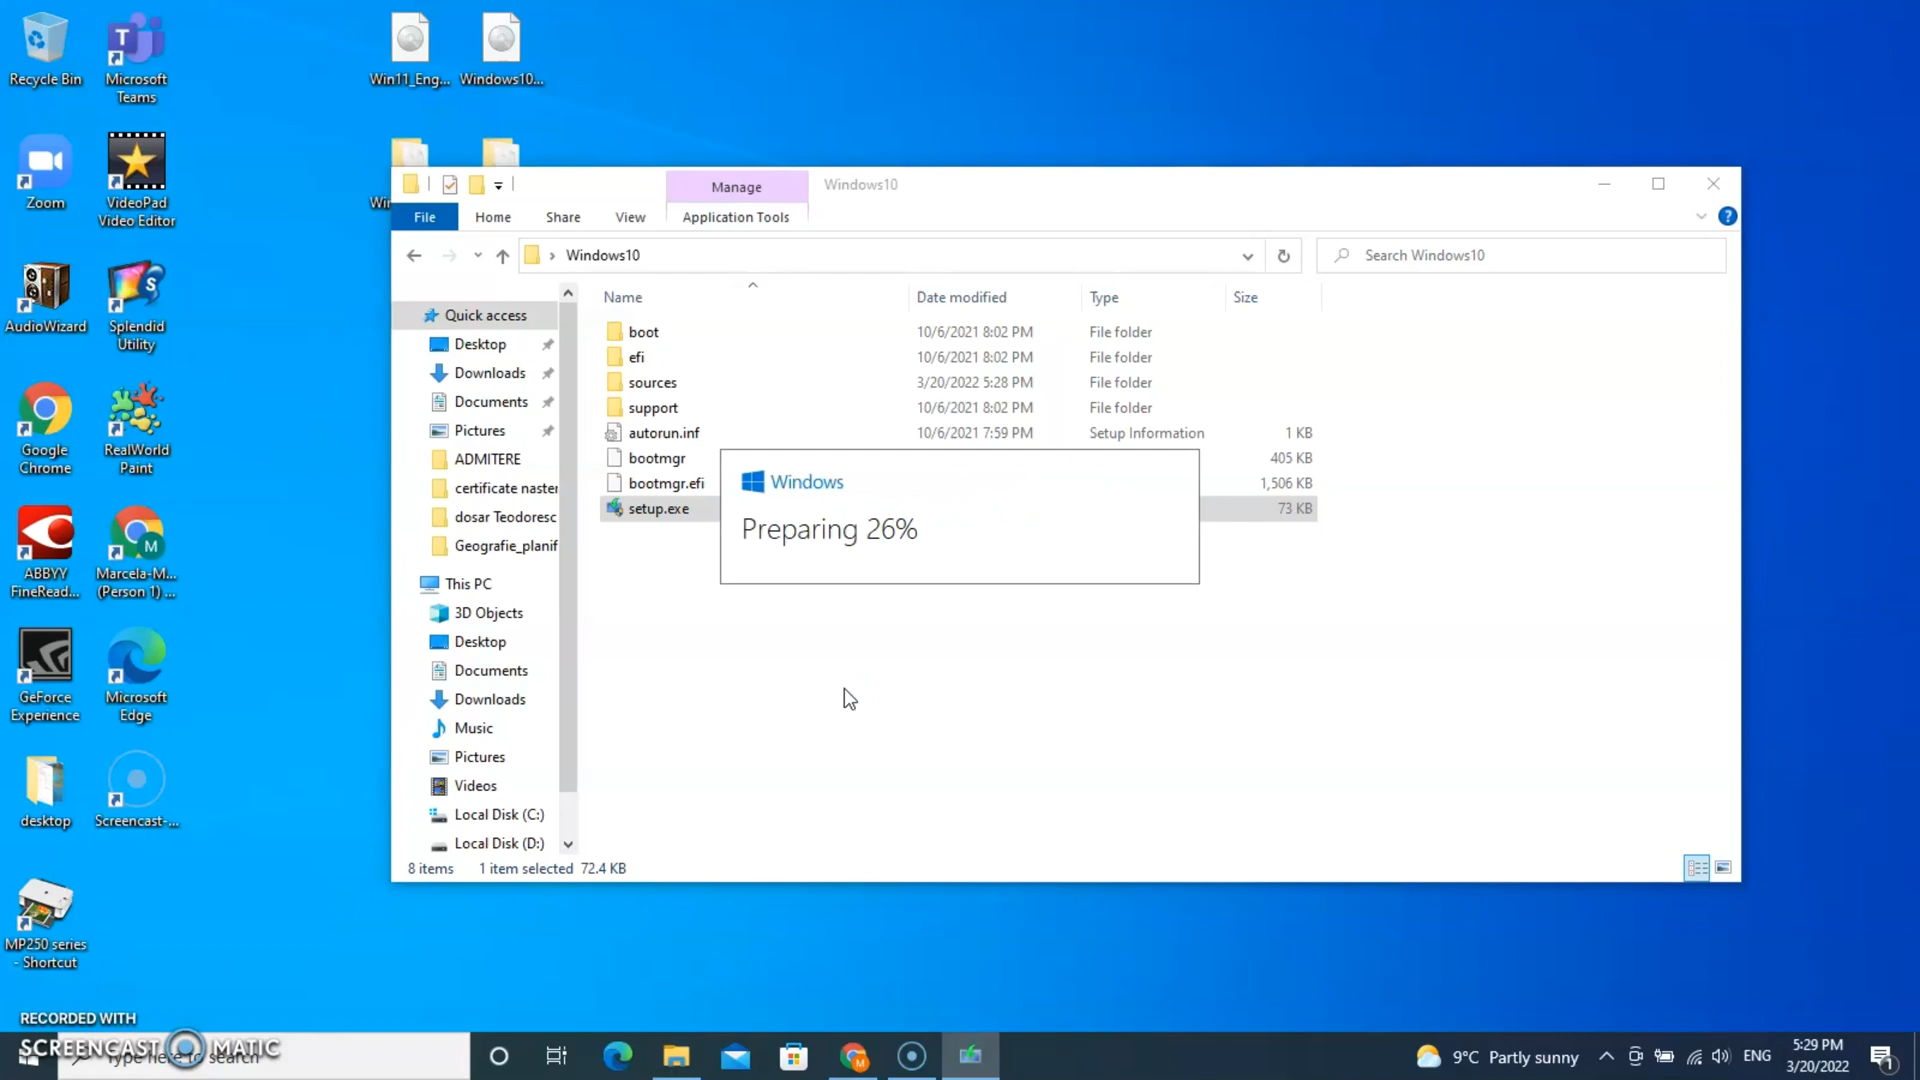 Recycle Bin
Microsoft
Teams
Win11_Eng...
Windows10...
Zoom
VideoPad
Video Editor
AudioWizard
Splendid
Utility
Google
Chrome
RealWorld
Paint
ABBYY
FineRead...
Marcela-M...
(Person 1) ...
GeForce
Experience
Microsoft
Edge
desktop
Screencast-...
MP250 series
- Shortcut
Manage
Windows10
File
Home
Share
View
Application Tools
Windows10
Search Windows10
Name
Date modified
Type
Size
Quick access
Desktop
Downloads
Documents
Pictures
ADMITERE
certificate naster
dosar Teodoresc
Geografie_planif
This PC
3D Objects
Desktop
Documents
Downloads
Music
Pictures
Videos
Local Disk (C:)
Local Disk (D:)
boot 10/6/2021 8:02 PM File folder
efi 10/6/2021 8:02 PM File folder
sources 3/20/2022 5:28 PM File folder
support 10/6/2021 8:02 PM File folder
autorun.inf 10/6/2021 7:59 PM Setup Information 1 KB
bootmgr 405 KB
bootmgr.efi 1,506 KB
setup.exe 73 KB
Windows
Preparing 26%
8 items 1 item selected 72.4 KB
RECORDED WITH
SCREENCAST MATIC
Type here to search
9°C Partly sunny
ENG
5:29 PM
3/20/2022
1